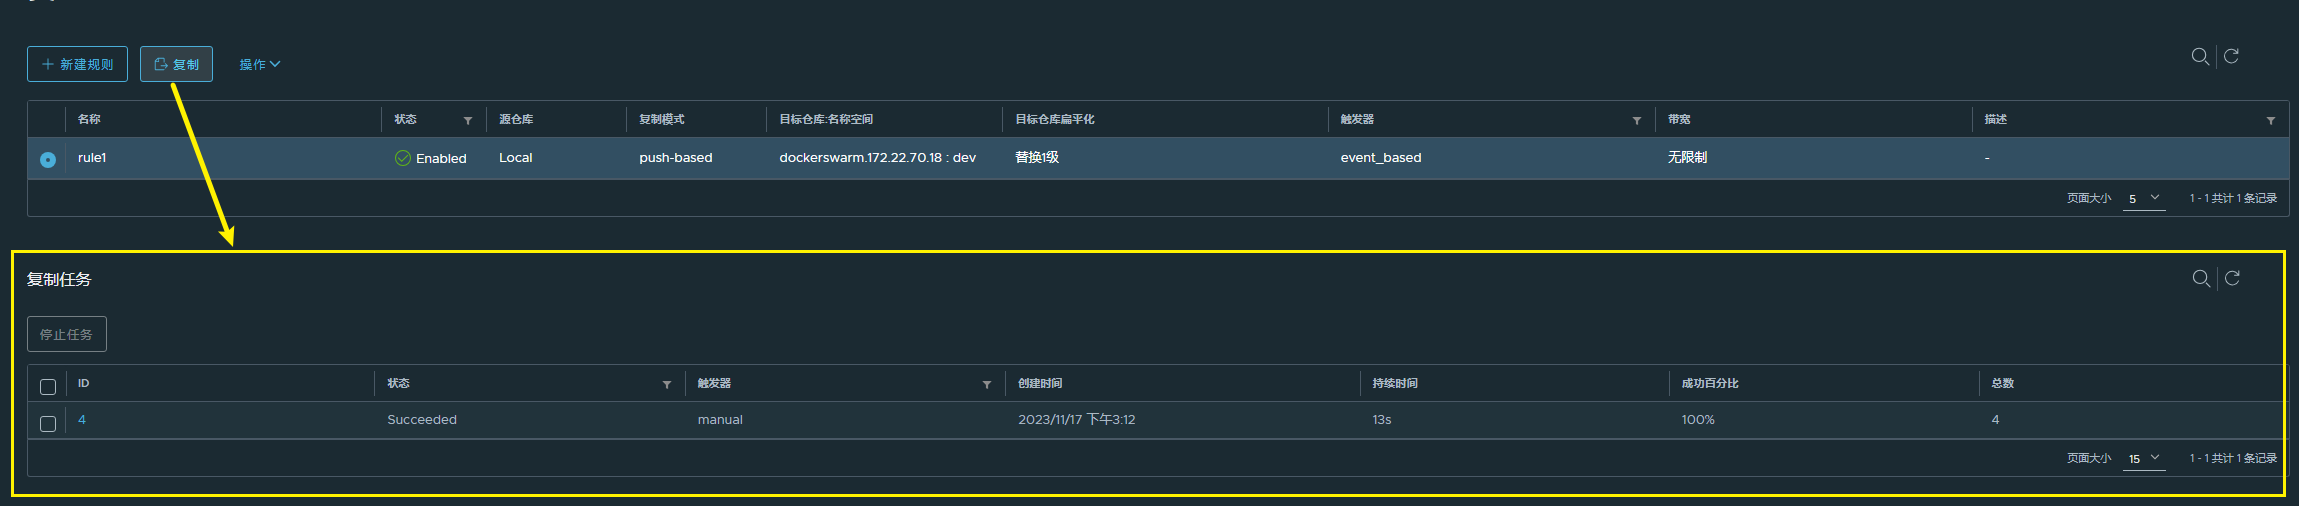 新建规则 复制 操作
名称 状态 源仓库 复制模式 目标仓库:名称空间 目标仓库扁平化 触发器 带宽 描述
rule1 Enabled Local push-based dockerswarm.172.22.70.18 : dev 替换1级 event_based 无限制 -
页面大小 5 1 - 1 共计 1 条记录
复制任务
停止任务
ID 状态 触发器 创建时间 持续时间 成功百分比 总数
4 Succeeded manual 2023/11/17 下午3:12 13s 100% 4
页面大小 15 1 - 1 共计 1 条记录